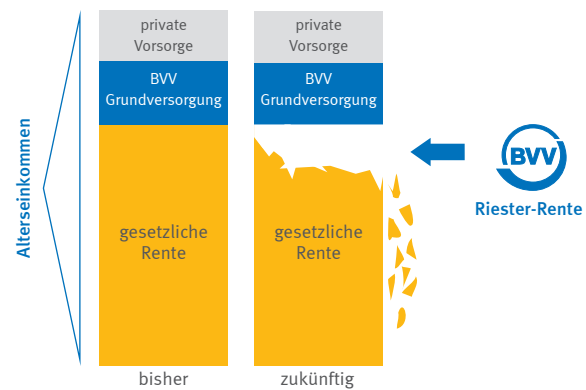 private
Vorsorge
BVV
Grundversorgung
gesetzliche
Rente
bisher
private
Vorsorge
BVV
Grundversorgung
gesetzliche
Rente
zukünftig
Alterseinkommen
BVV
Riester-Rente